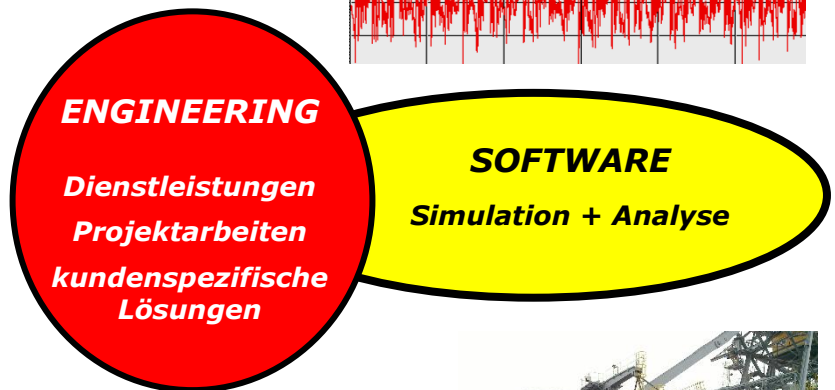 ENGINEERING
Dienstleistungen
Projektarbeiten
kundenspezifische
Lösungen
SOFTWARE
Simulation + Analyse